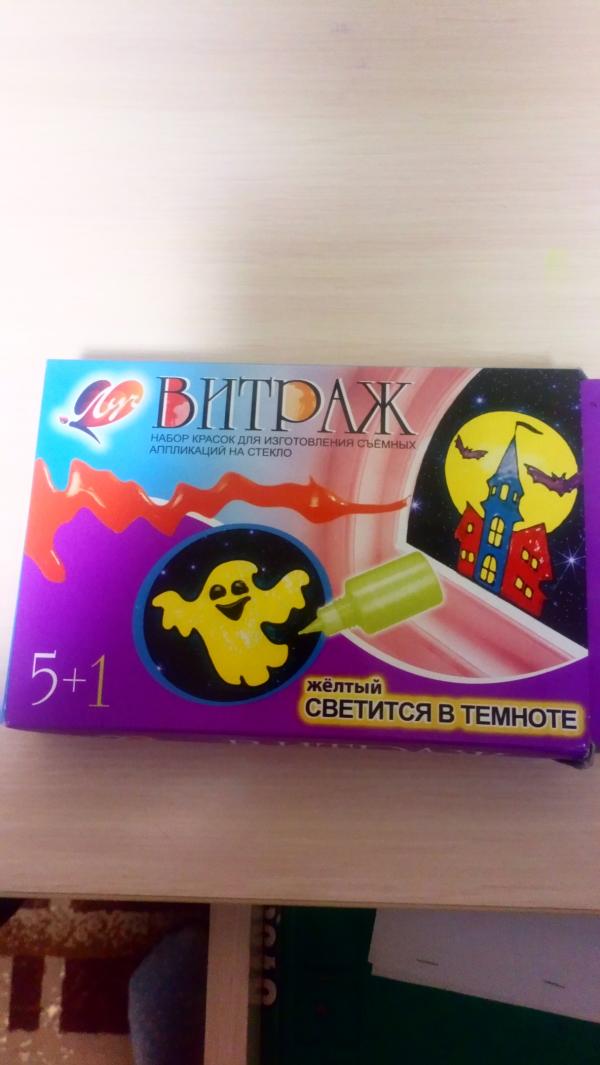 Луч
ВИТРАЖ
НАБОР КРАСОК ДЛЯ ИЗГОТОВЛЕНИЯ СЪЁМНЫХ
АППЛИКАЦИЙ НА СТЕКЛО
5+1
жёлтый
СВЕТИТСЯ В ТЕМНОТЕ